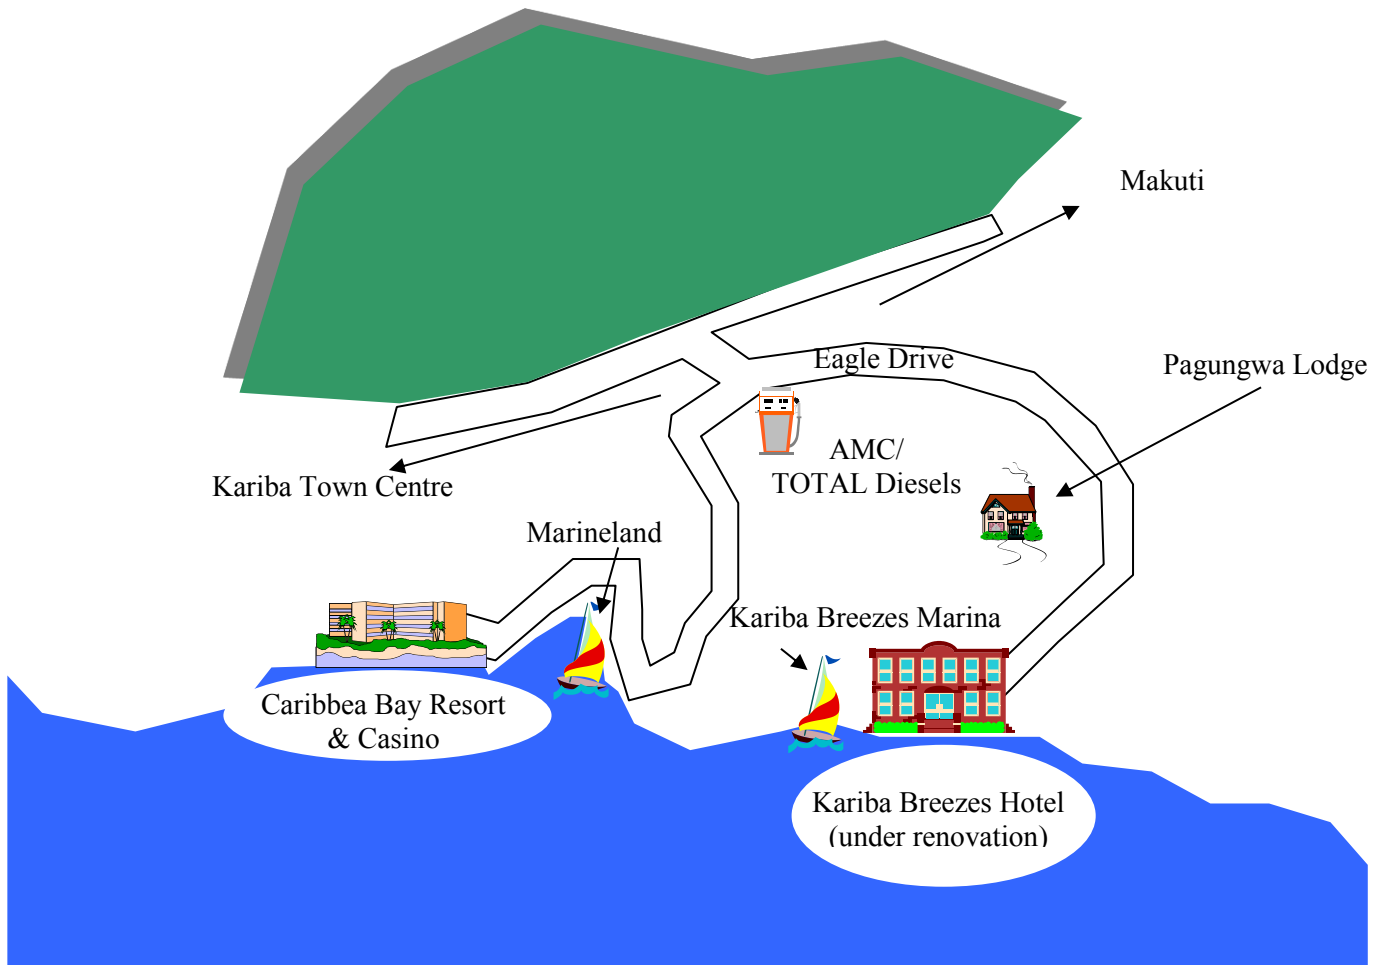 Makuti
Eagle Drive
Pagungwa Lodge
AMC/
TOTAL Diesels
Kariba Town Centre
Marineland
Kariba Breezes Marina
Caribbea Bay Resort
& Casino
Kariba Breezes Hotel
(under renovation)